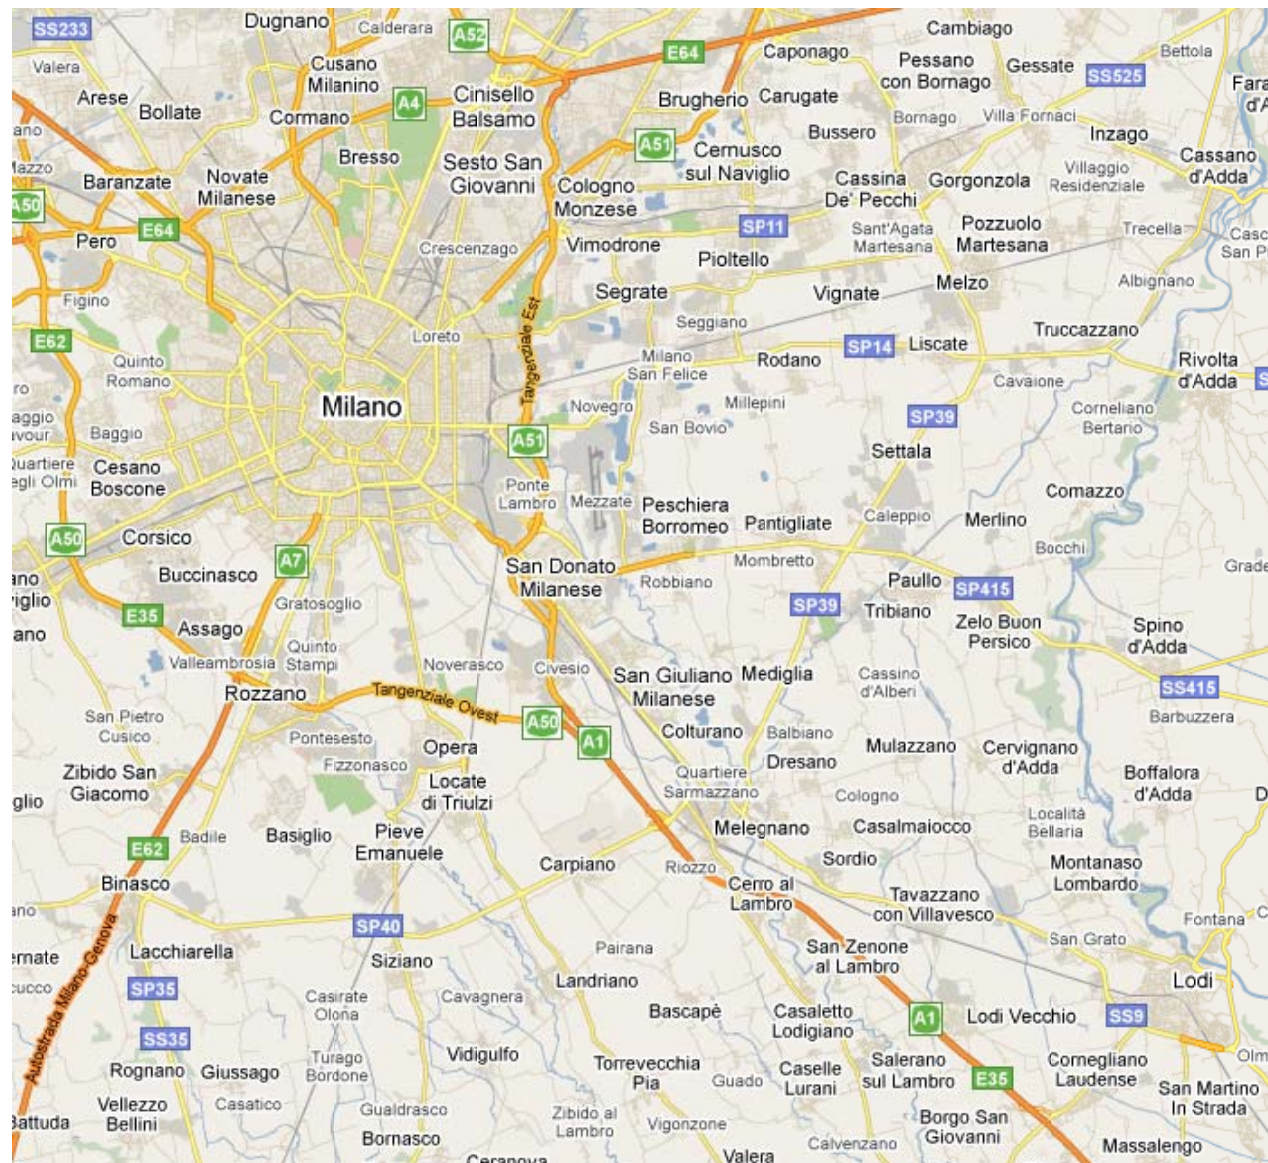 Dugnano
Calderara
SS233
A52
Cambiago
E64
Caponago
Bettola
Valera
Cusano
Milanino
Pessano
con Bornago
Gessate
SS525
Arese
Bollate
A4
Cinisello
Balsamo
Brugherio
Carugate
Cormano
Bornago
Villa Fornaci
Bussero
Inzago
A51
Bresso
Sesto San
Giovanni
Cernusco
sul Naviglio
Cassano
d'Adda
Villaggio
Residenziale
Baranzate
Novate
Milanese
Cologno
Monzese
Cassina
De' Pecchi
Gorgonzola
A50
E64
SP11
Pero
Crescenzago
Vimodrone
Sant'Agata
Martesana
Pozzuolo
Martesana
Trecella
Pioltello
Figino
Segrate
Vignate
Melzo
Albignano
Seggiano
E62
Loreto
Tangenziale Est
Truccazzano
SP14
Liscate
Quinto
Romano
Milano
San Felice
Rodano
Rivolta
d'Adda
Cavaione
Milano
Novegro
Millepini
SP39
Corneliano
Bertario
Baggio
San Bovio
A51
Settala
Cesano
Boscone
Ponte
Lambro
Mezzate
Peschiera
Borromeo
Comazzo
Pantigliate
Caleppio
Merlino
A50
Corsico
A7
Bocchi
San Donato
Milanese
Mombretto
Buccinasco
Robbiano
Paullo
SP415
Gratosoglio
SP39
Tribiano
E35
Assago
Zelo Buon
Persico
Spino
d'Adda
Quinto
Stampi
Valleambrosia
Noverasco
Civesio
San Giuliano
Milanese
Mediglia
Cassino
d'Alberi
Rozzano
Tangenziale Ovest
SS415
San Pietro
Cusico
A50
A1
Colturano
Balbiano
Barbuzzera
Pontesesto
Opera
Mulazzano
Cervignano
d'Adda
Fizzonasco
Zibido San
Giacomo
Locate
di Triulzi
Quartiere
Sarmazzano
Dresano
Boffalora
d'Adda
Cologno
Località
Bellaria
Badile
Basiglio
Pieve
Emanuele
Melegnano
Casalmaiocco
E62
Carpiano
Riozzo
Sordio
Montanaso
Lombardo
Binasco
Cerro al
Lambro
Tavazzano
con Villavesco
SP40
Fontana
Autostrada Milano-Genova
Lacchiarella
Siziano
Pairana
San Zenone
al Lambro
San Grato
Landriano
Lodi
SP35
Casirate
Olona
Cavagnera
Bascapè
Casaletto
Lodigiano
A1
Lodi Vecchio
SS9
SS35
Rognano
Giussago
Turago
Bordone
Vidigulfo
Torrevecchia
Pia
Guado
Caselle
Lurani
Salerano
sul Lambro
E35
Cornegliano
Laudense
San Martino
In Strada
Vellezzo
Bellini
Casatico
Gualdrasco
Zibido al
Lambro
Vigonzone
Borgo San
Giovanni
Bornasco
Calvenzano
Massalengo
Valera